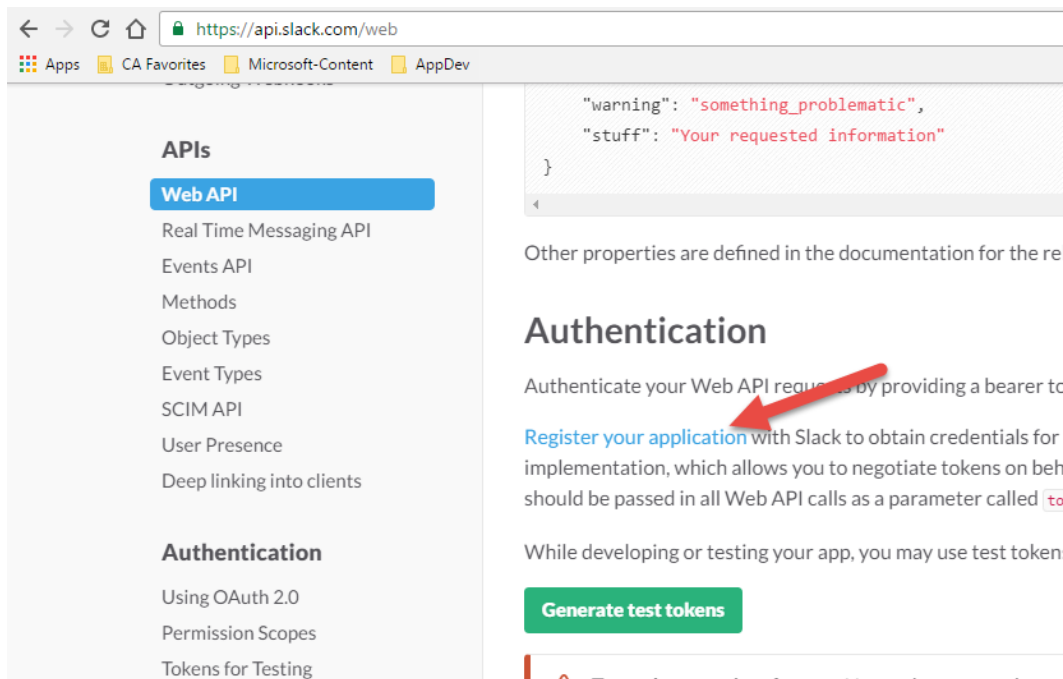 https://api.slack.com/web
Apps CA Favorites Microsoft-Content AppDev
Outgoing Webhooks
APIs
Web API
Real Time Messaging API
Events API
Methods
Object Types
Event Types
SCIM API
User Presence
Deep linking into clients
Authentication
Using OAuth 2.0
Permission Scopes
Tokens for Testing
"warning": "something_problematic",
"stuff": "Your requested information"
}
Other properties are defined in the documentation for the re
Authentication
Authenticate your Web API requests by providing a bearer to
Register your application with Slack to obtain credentials for
implementation, which allows you to negotiate tokens on beh
should be passed in all Web API calls as a parameter called to
While developing or testing your app, you may use test token
Generate test tokens